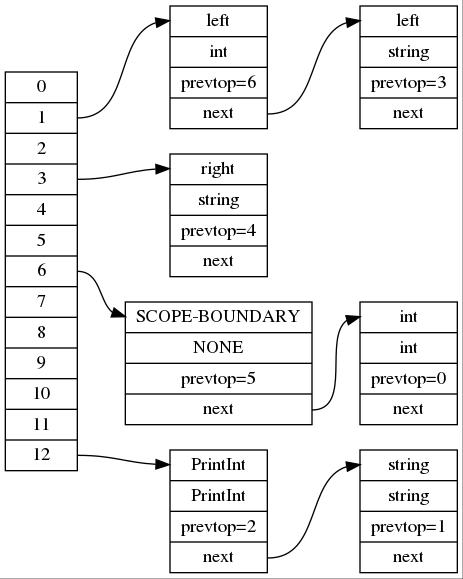 0
1
2
3
4
5
6
7
8
9
10
11
12
left
int
prevtop=6
next
left
string
prevtop=3
next
right
string
prevtop=4
next
SCOPE-BOUNDARY
NONE
prevtop=5
next
int
int
prevtop=0
next
PrintInt
PrintInt
prevtop=2
next
string
string
prevtop=1
next